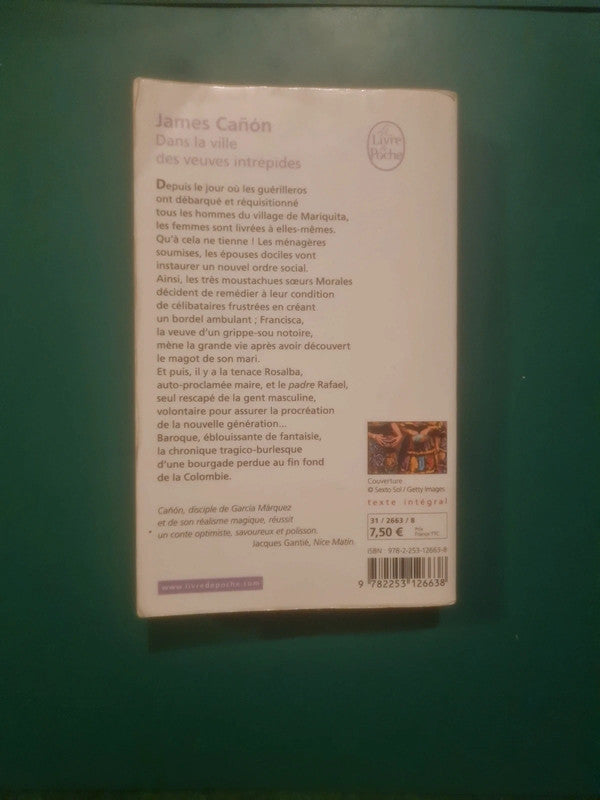 James Cañón
Dans la ville
des veuves intrépides
Le
Livre
de
Poche
Depuis le jour où les guérilleros
ont débarqué et réquisitionné
tous les hommes du village de Mariquita,
les femmes sont livrées à elles-mêmes.
Qu'à cela ne tienne ! Les ménagères
soumises, les épouses dociles vont
instaurer un nouvel ordre social.
Ainsi, les très moustachues sœurs Morales
décident de remédier à leur condition
de célibataires frustrées en créant
un bordel ambulant ; Francisca,
la veuve d'un grippe-sou notoire,
mène la grande vie après avoir découvert
le magot de son mari.
Et puis, il y a la tenace Rosalba,
auto-proclamée maire, et le padre Rafael,
seul rescapé de la gent masculine,
volontaire pour assurer la procréation
de la nouvelle génération...
Baroque, éblouissante de fantaisie,
la chronique tragico-burlesque
d'une bourgade perdue au fin fond
de la Colombie.
Cañón, disciple de García Márquez
et de son réalisme magique, réussit
un conte optimiste, savoureux et polisson.
Jacques Gantié, Nice Matin.
www.livredepoche.com
Couverture
© Sexto Sol / Getty Images
texte intégral
31 / 2663 / 8
7,50 € Prix
France TTC
ISBN : 978-2-253-12663-8
9 782253 126638